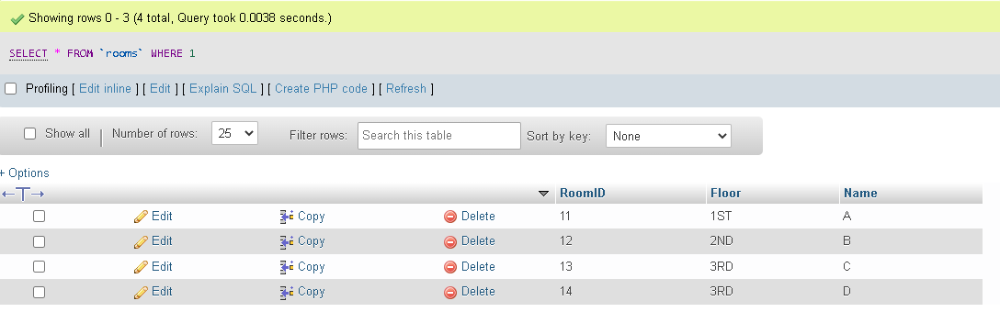 Showing rows 0 - 3 (4 total, Query took 0.0038 seconds.)
SELECT * FROM `rooms` WHERE 1
Profiling [ Edit inline ] [ Edit ] [ Explain SQL ] [ Create PHP code ] [ Refresh ]
Show all Number of rows: 25 Filter rows: Search this table Sort by key: None
+ Options
←T→ RoomID Floor Name
Edit Copy Delete 11 1ST A
Edit Copy Delete 12 2ND B
Edit Copy Delete 13 3RD C
Edit Copy Delete 14 3RD D